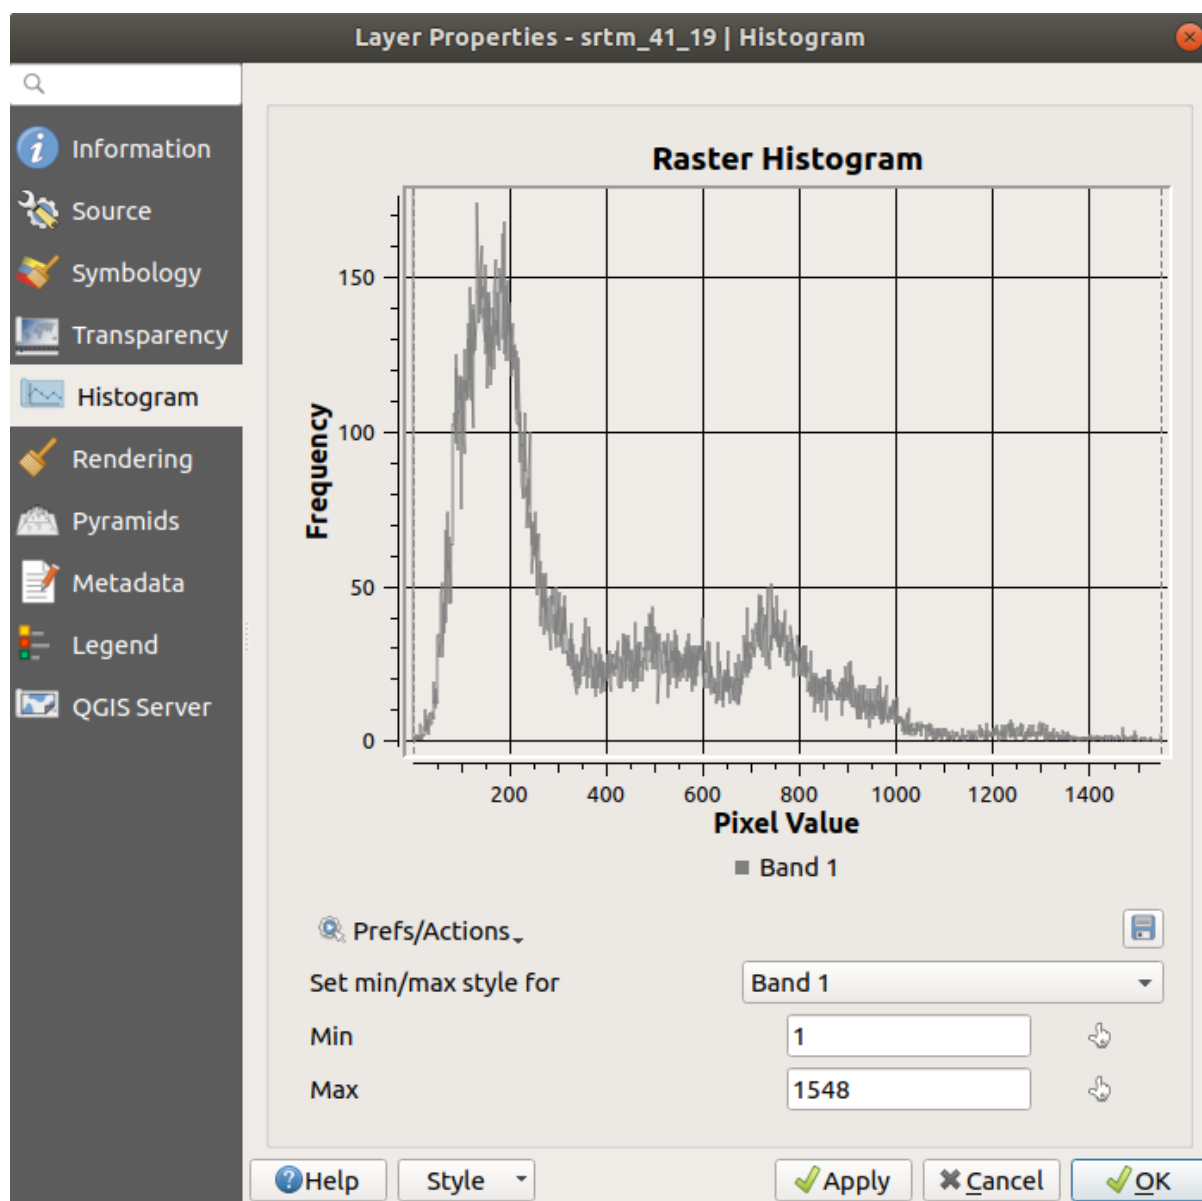 Layer Properties - srtm_41_19 | Histogram
Information
Source
Symbology
Transparency
Histogram
Rendering
Pyramids
Metadata
Legend
QGIS Server
Raster Histogram
Frequency
150
100
50
0
200 400 600 800 1000 1200 1400
Pixel Value
Band 1
Prefs/Actions
Set min/max style for Band 1
Min 1
Max 1548
Help Style Apply Cancel OK